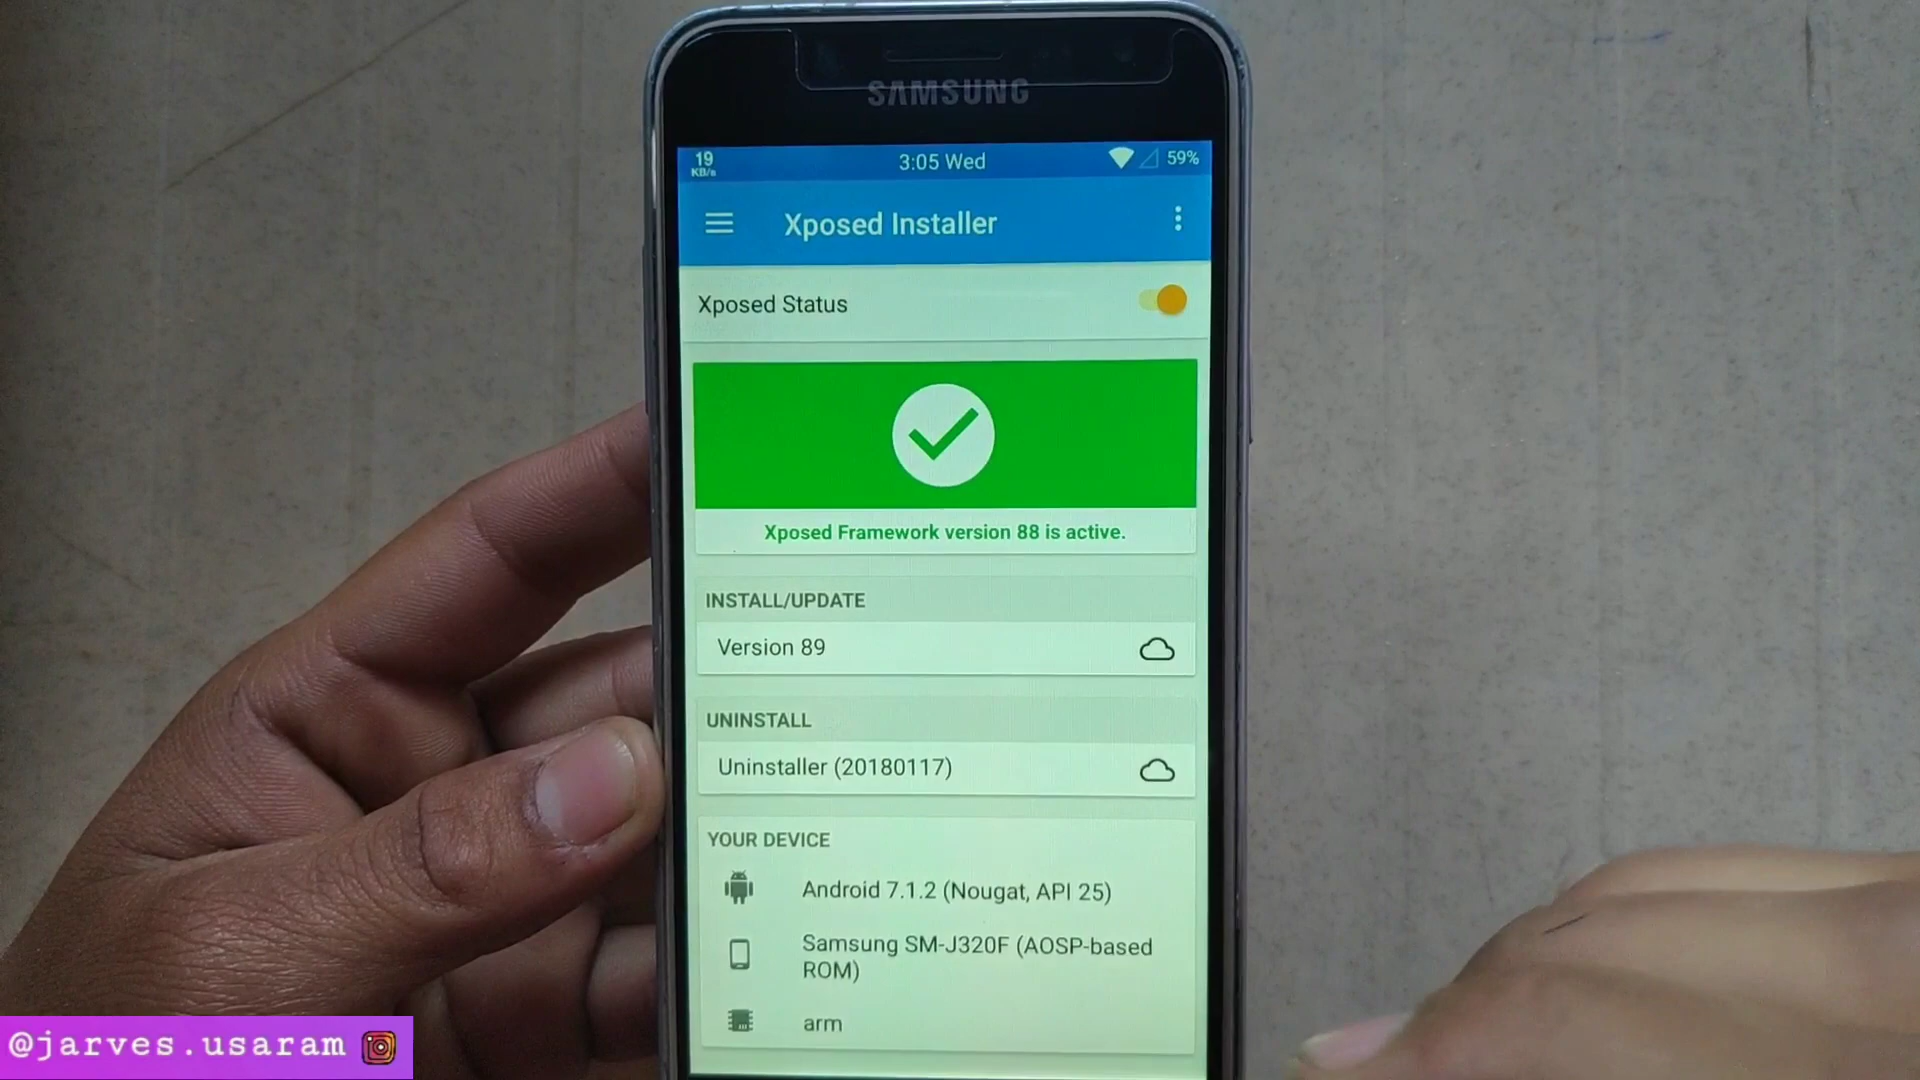 SAMSUNG
19
KB/s
3:05 Wed
59%
Xposed Installer
Xposed Status
Xposed Framework version 88 is active.
INSTALL/UPDATE
Version 89
UNINSTALL
Uninstaller (20180117)
YOUR DEVICE
Android 7.1.2 (Nougat, API 25)
Samsung SM-J320F (AOSP-based
ROM)
arm
@jarves.usaram